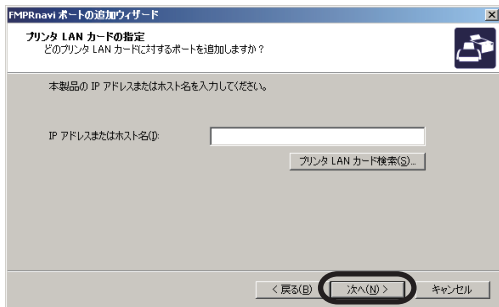 FMPRnavi ポートの追加ウィザード
プリンタ LAN カードの指定
どのプリンタ LAN カードに対するポートを追加しますか？
本製品の IP アドレスまたはホスト名を入力してください。
IP アドレスまたはホスト名(I):
プリンタ LAN カード検索(S)...
< 戻る(B)
次へ(N) >
キャンセル